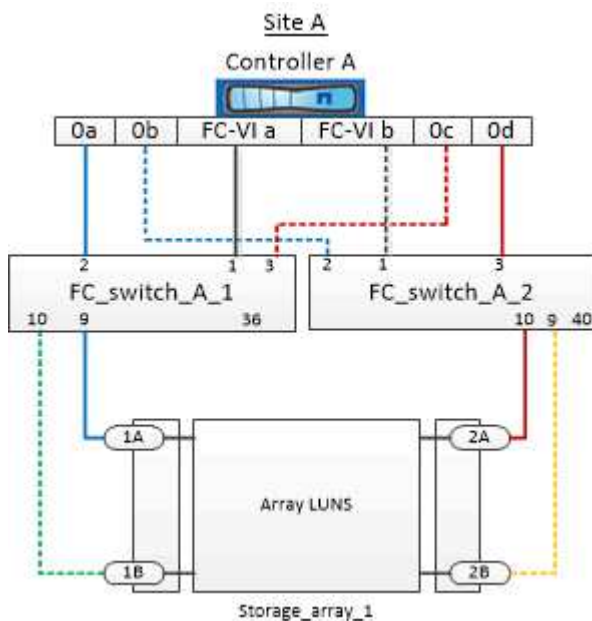 Site A
Controller A
n
0a 0b FC-VI a FC-VI b 0c 0d
2 1 3 2 1 3
FC_switch_A_1 FC_switch_A_2
10 9 36 10 9 40
1A 2A
Array LUNS
1B 2B
Storage_array_1